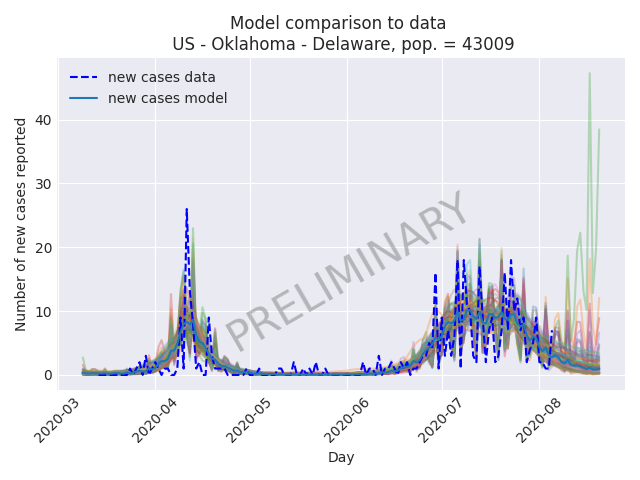 Model comparison to data
US - Oklahoma - Delaware, pop. = 43009
new cases data
new cases model
PRELIMINARY
Number of new cases reported
40
30
20
10
0
2020-03
2020-04
2020-05
2020-06
2020-07
2020-08
Day